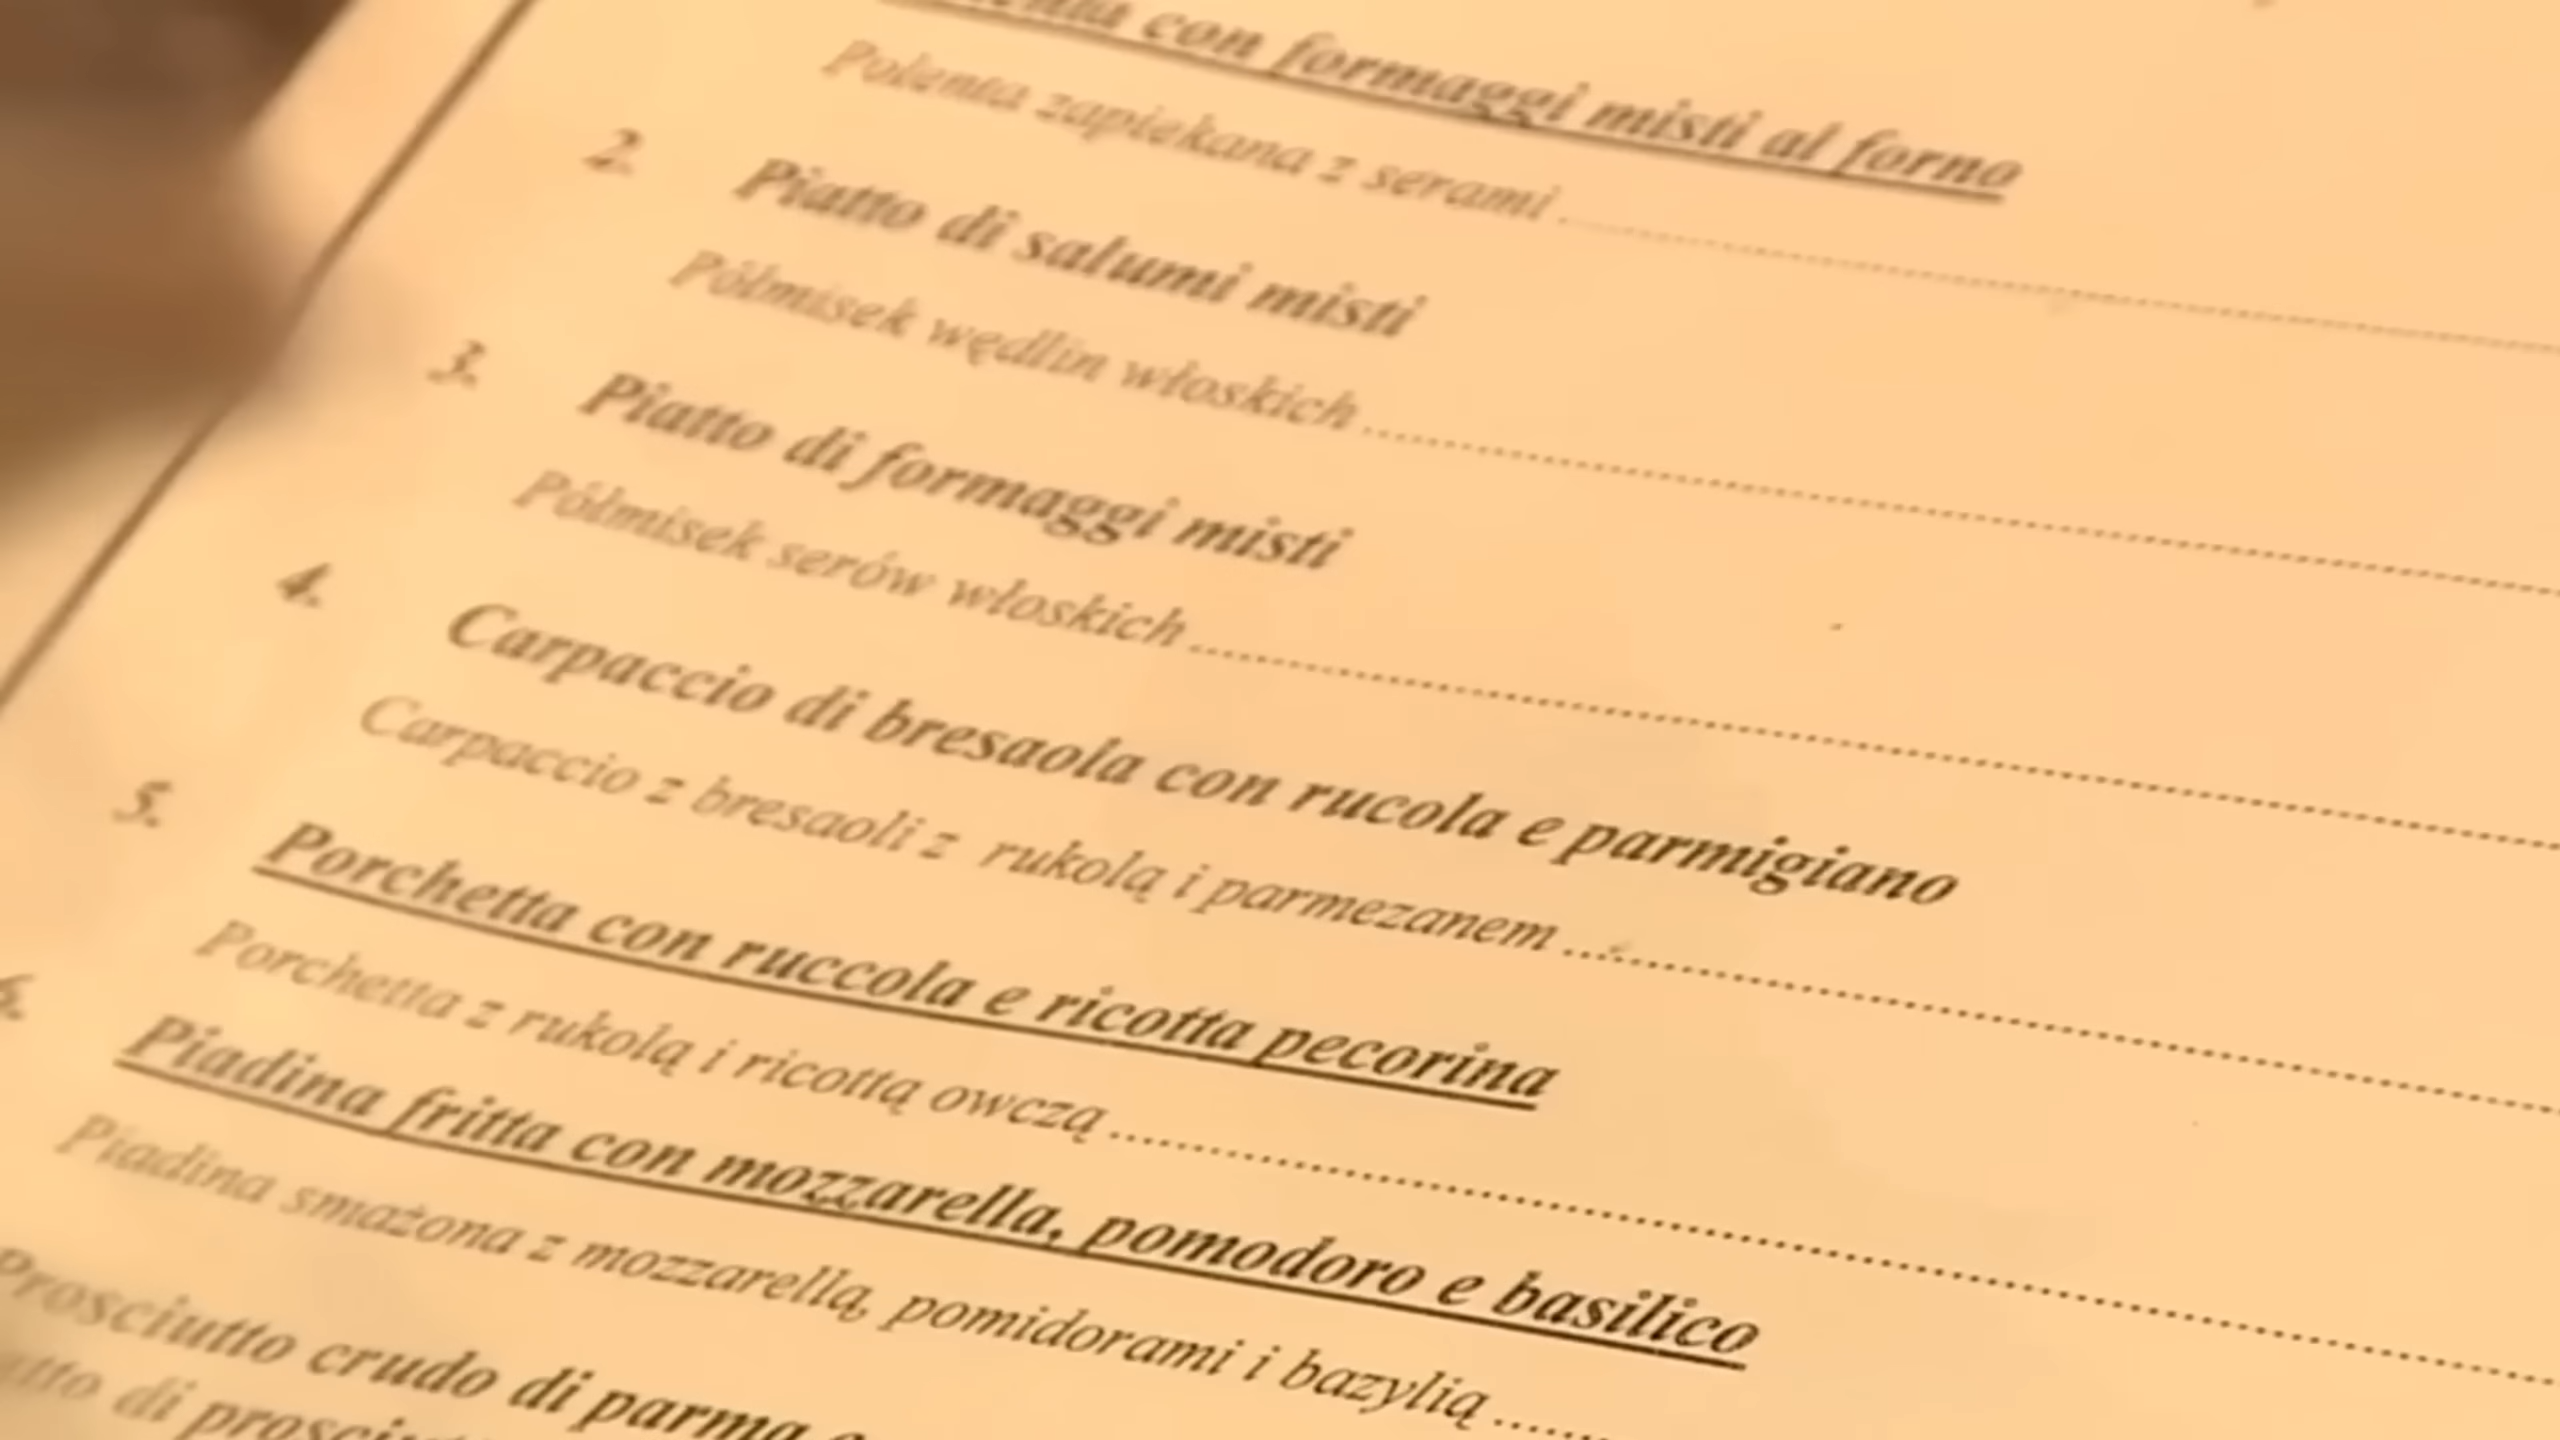 con formaggi misti al forno
Polenta zapiekana z serami
2. Piatto di salumi misti
Półmisek wędlin włoskich
3. Piatto di formaggi misti
Półmisek serów włoskich
4. Carpaccio di bresaola con rucola e parmigiano
Carpaccio z bresaoli z rukolą i parmezanem
5. Porchetta con ruccola e ricotta pecorina
Porchetta z rukolą i ricottą owczą
6. Piadina fritta con mozzarella, pomodoro e basilico
Piadina smażona z mozzarellą, pomidorami i bazylią
Prosciutto crudo di parma
di